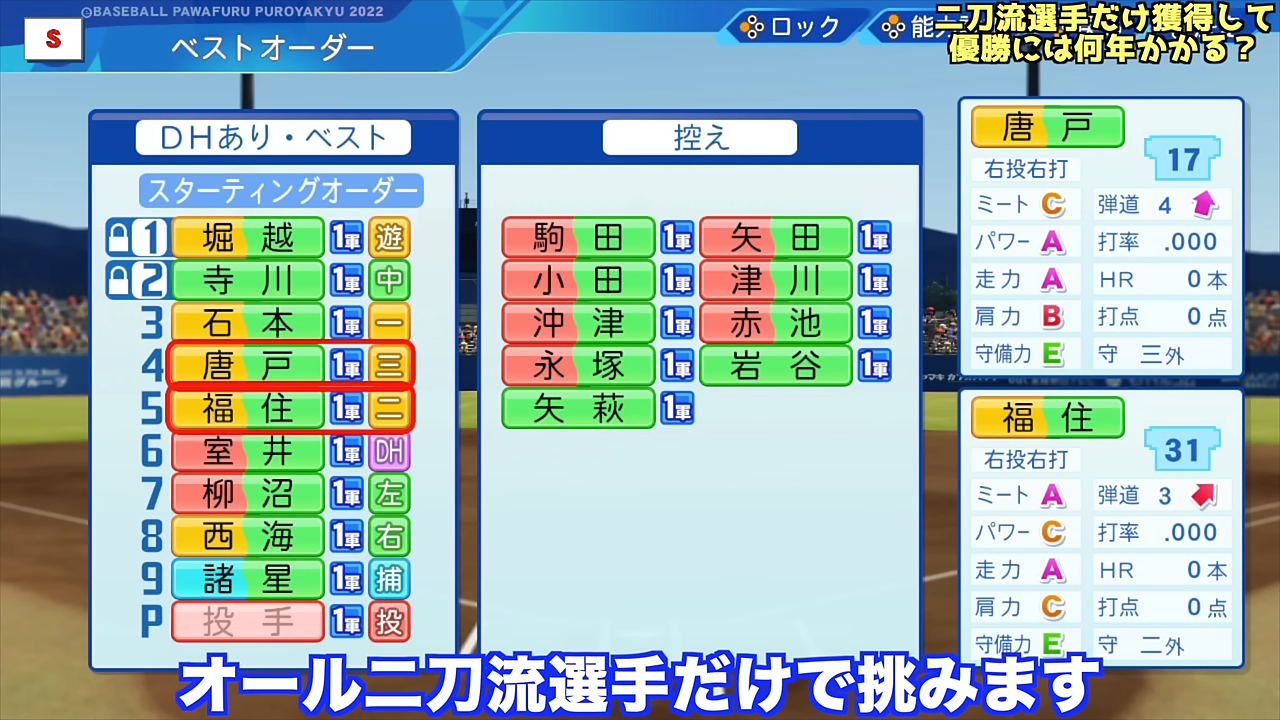 ©BASEBALL PAWAFURU PUROYAKYU 2022
S
ベストオーダー
ロック
能力
二刀流選手だけ獲得して
優勝には何年かかる?
DHあり・ベスト
スターティングオーダー
1 堀越 1軍 遊
2 寺川 1軍 中
3 石本 1軍 一
4 唐戸 1軍 三
5 福住 1軍 二
6 室井 1軍 DH
7 柳沼 1軍 左
8 西海 1軍 右
9 諸星 1軍 捕
P 投手 1軍 投
控え
駒田 1軍 矢田 1軍
小田 1軍 津川 1軍
沖津 1軍 赤池 1軍
永塚 1軍 岩谷 1軍
矢萩 1軍
唐戸
右投右打 17
ミート C 弾道 4
パワー A 打率 .000
走力 A HR 0本
肩力 B 打点 0点
守備力 E 守 三外
福住
右投右打 31
ミート A 弾道 3
パワー C 打率 .000
走力 A HR 0本
肩力 C 打点 0点
守備力 E 守 二外
オール二刀流選手だけで挑みます